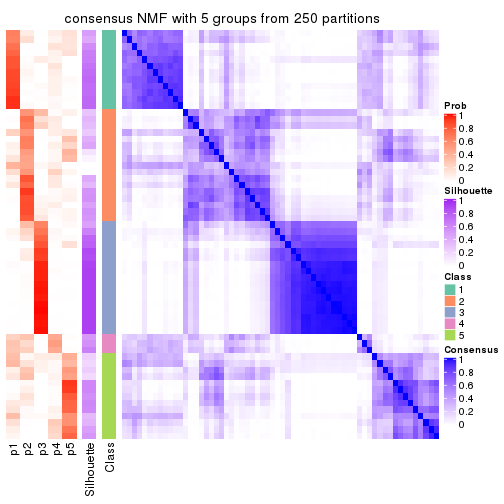 consensus NMF with 5 groups from 250 partitions
Prob
1
0.8
0.6
0.4
0.2
0
Silhouette
1
0.8
0.6
0.4
0.2
0
Class
1
2
3
4
5
Consensus
1
0.8
0.6
0.4
0.2
0
p1
p2
p3
p4
p5
Silhouette
Class